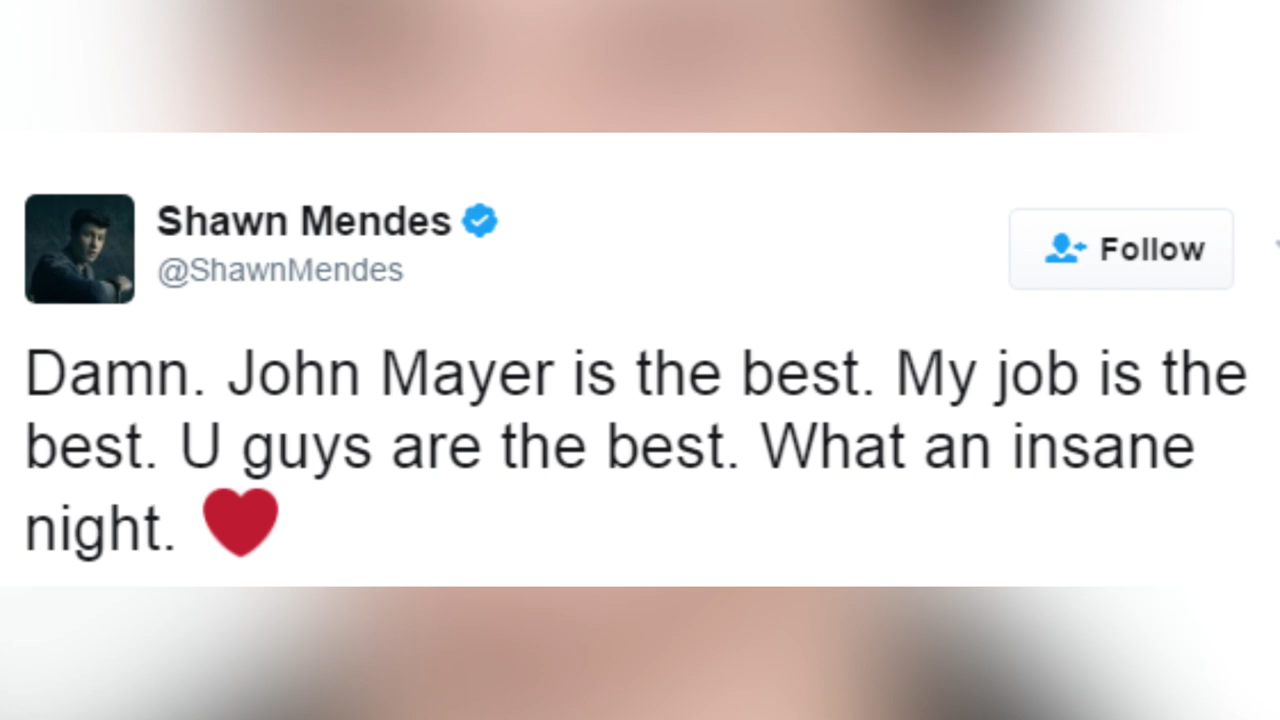 Shawn Mendes
@ShawnMendes
Follow
Damn. John Mayer is the best. My job is the
best. U guys are the best. What an insane
night. ❤